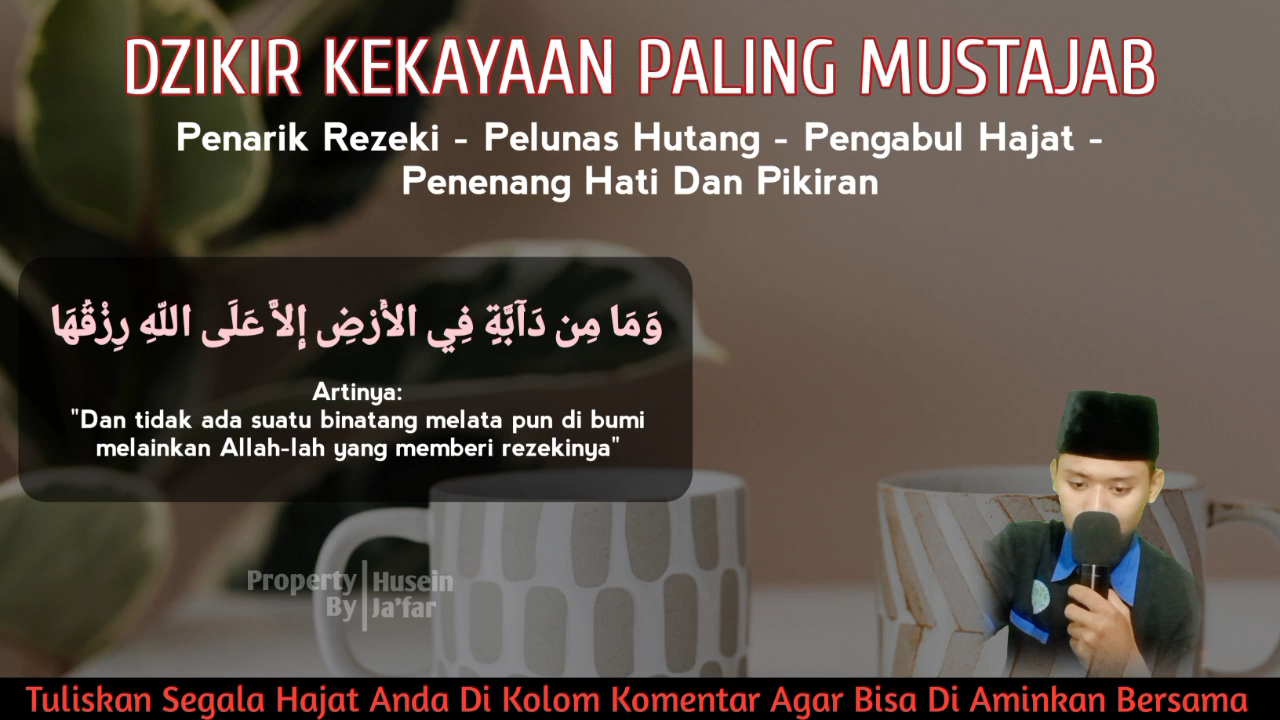 DZIKIR KEKAYAAN PALING MUSTAJAB
Penarik Rezeki - Pelunas Hutang - Pengabul Hajat -
Penenang Hati Dan Pikiran
وَمَا مِن دَآبَّةٍ فِي الأَرْضِ إِلاَّ عَلَى اللّهِ رِزْقُهَا
Artinya:
"Dan tidak ada suatu binatang melata pun di bumi
melainkan Allah-lah yang memberi rezekinya"
Property By
Husein Ja'far
Tuliskan Segala Hajat Anda Di Kolom Komentar Agar Bisa Di Aminkan Bersama